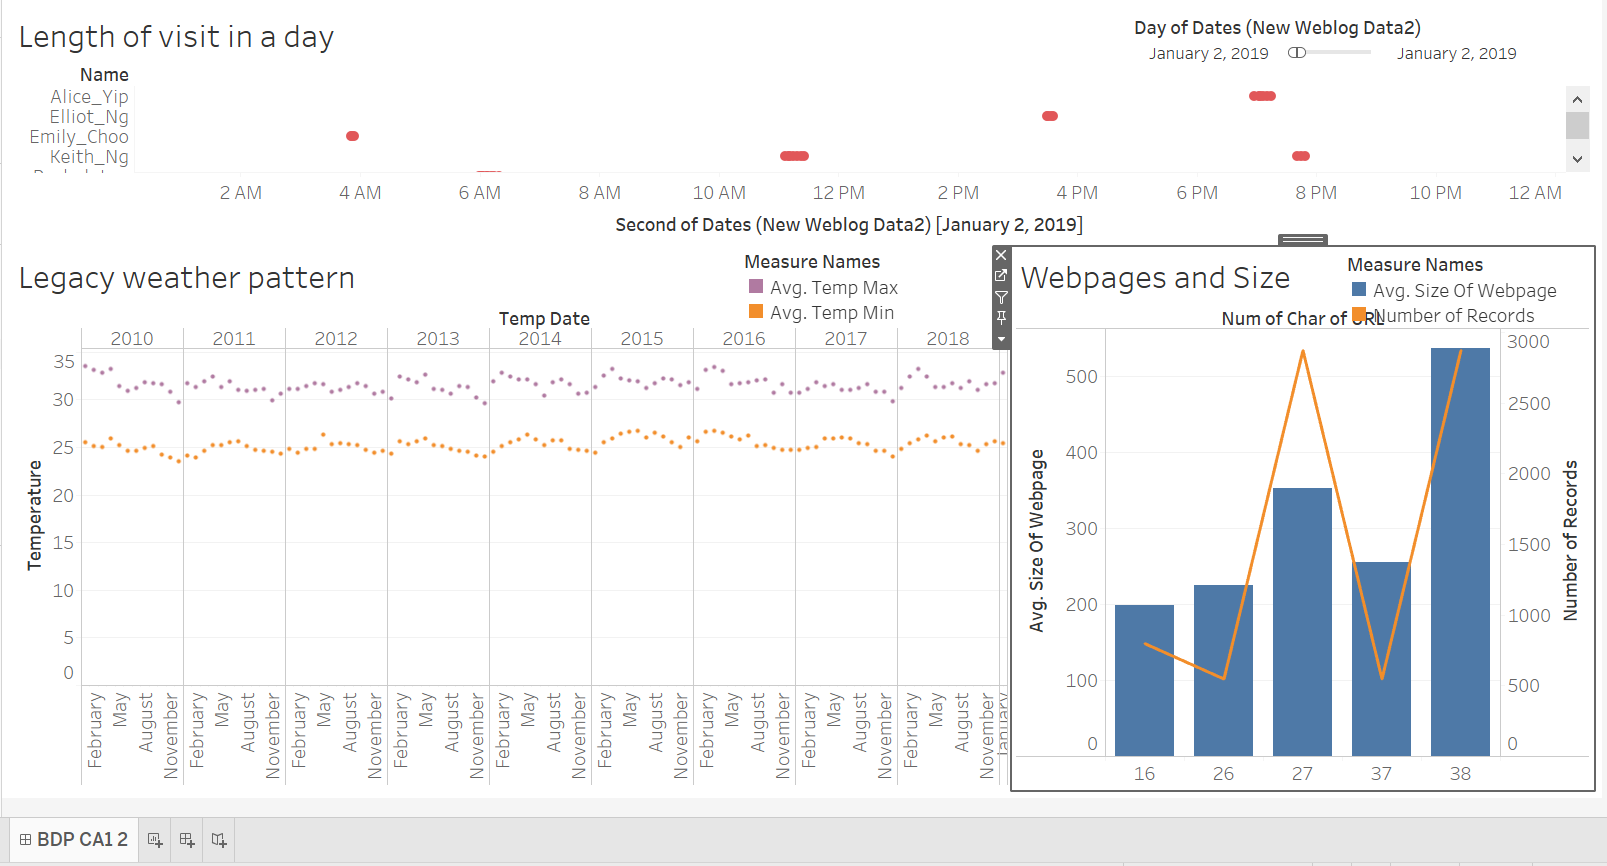 Length of visit in a day
Day of Dates (New Weblog Data2)
January 2, 2019 January 2, 2019
Name
Alice_Yip
Elliot_Ng
Emily_Choo
Keith_Ng
2 AM 4 AM 6 AM 8 AM 10 AM 12 PM 2 PM 4 PM 6 PM 8 PM 10 PM 12 AM
Second of Dates (New Weblog Data2) [January 2, 2019]
Legacy weather pattern
Measure Names
Avg. Temp Max
Avg. Temp Min
Temp Date
2010 2011 2012 2013 2014 2015 2016 2017 2018
35
30
25
20
15
10
5
0
Temperature
February May August November February May August November February May August November February May August November February May August November February May August November February May August November February May August November February May August November January
Webpages and Size
Measure Names
Avg. Size Of Webpage
Number of Records
Num of Char of URL
500
400
300
200
100
0
Avg. Size Of Webpage
3000
2500
2000
1500
1000
500
0
Number of Records
16 26 27 37 38
BDP CA1 2